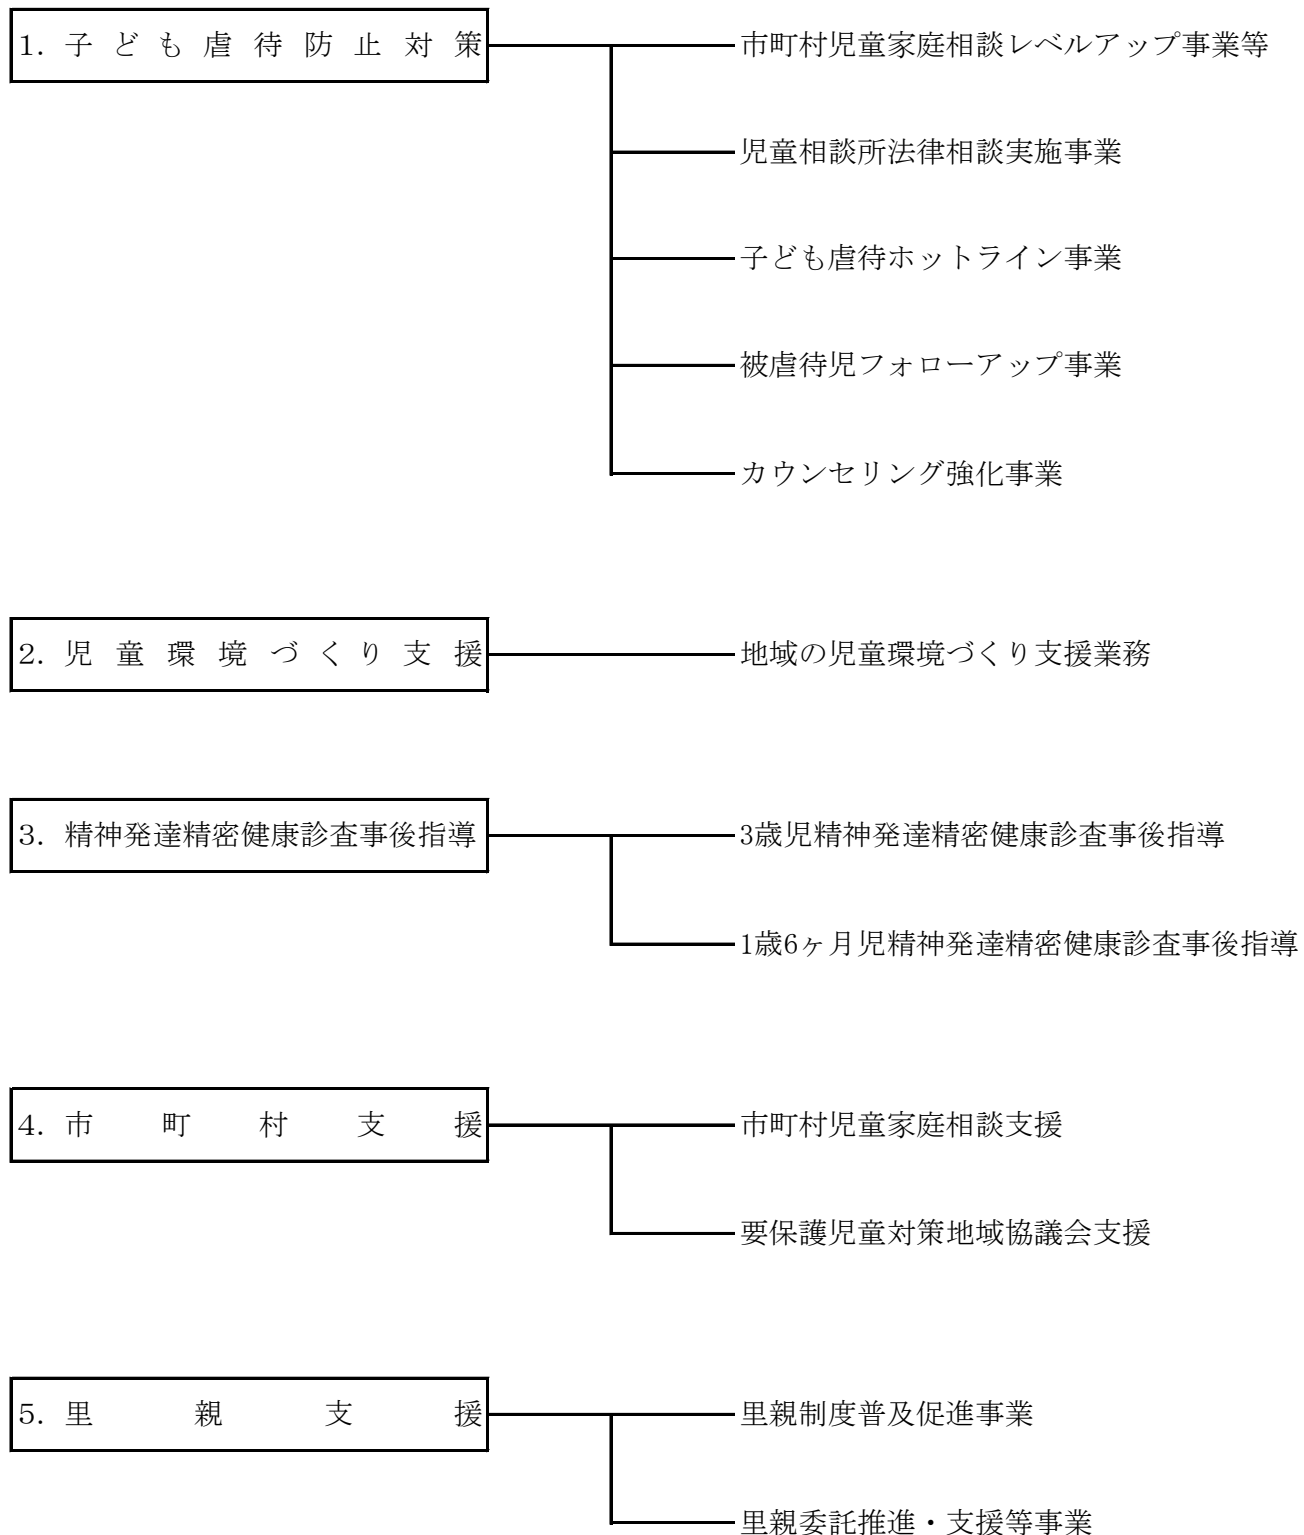 1. 子ども虐待防止対策
市町村児童家庭相談レベルアップ事業等
児童相談所法律相談実施事業
子ども虐待ホットライン事業
被虐待児フォローアップ事業
カウンセリング強化事業
2. 児童環境づくり支援
地域の児童環境づくり支援業務
3. 精神発達精密健康診査事後指導
3歳児精神発達精密健康診査事後指導
1歳6ヶ月児精神発達精密健康診査事後指導
4. 市町村支援
市町村児童家庭相談支援
要保護児童対策地域協議会支援
5. 里親支援
里親制度普及促進事業
里親委託推進・支援等事業